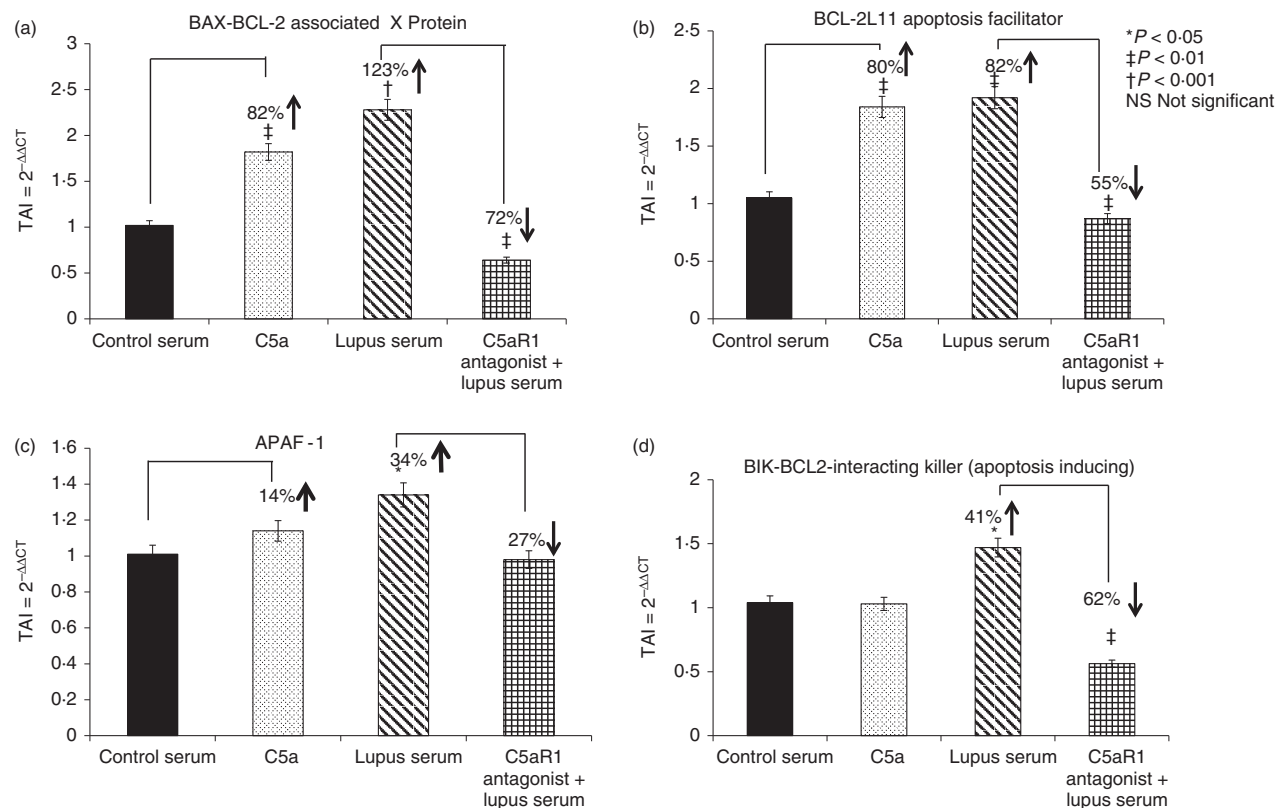 (a)
BAX-BCL-2 associated X Protein
3
2·5
2
1·5
1
0·5
0
TAI = 2−ΔΔCT
82%
‡
123%
†
72%
‡
Control serum
C5a
Lupus serum
C5aR1
antagonist +
lupus serum
(b)
BCL-2L11 apoptosis facilitator
2·5
2
1·5
1
0·5
0
TAI = 2−ΔΔCT
80%
‡
82%
‡
55%
‡
Control serum
C5a
Lupus serum
C5aR1
antagonist +
lupus serum
*P < 0·05
‡P < 0·01
†P < 0·001
NS Not significant
(c)
APAF-1
1·6
1·4
1·2
1
0·8
0·6
0·4
0·2
0
TAI = 2−ΔΔCT
14%
34%
*
27%
Control serum
C5a
Lupus serum
C5aR1
antagonist +
lupus serum
(d)
BIK-BCL2-interacting killer (apoptosis inducing)
2
1·5
1
0·5
0
TAI = 2−ΔΔCT
41%
*
62%
‡
Control serum
C5a
Lupus serum
C5aR1
antagonist +
lupus serum